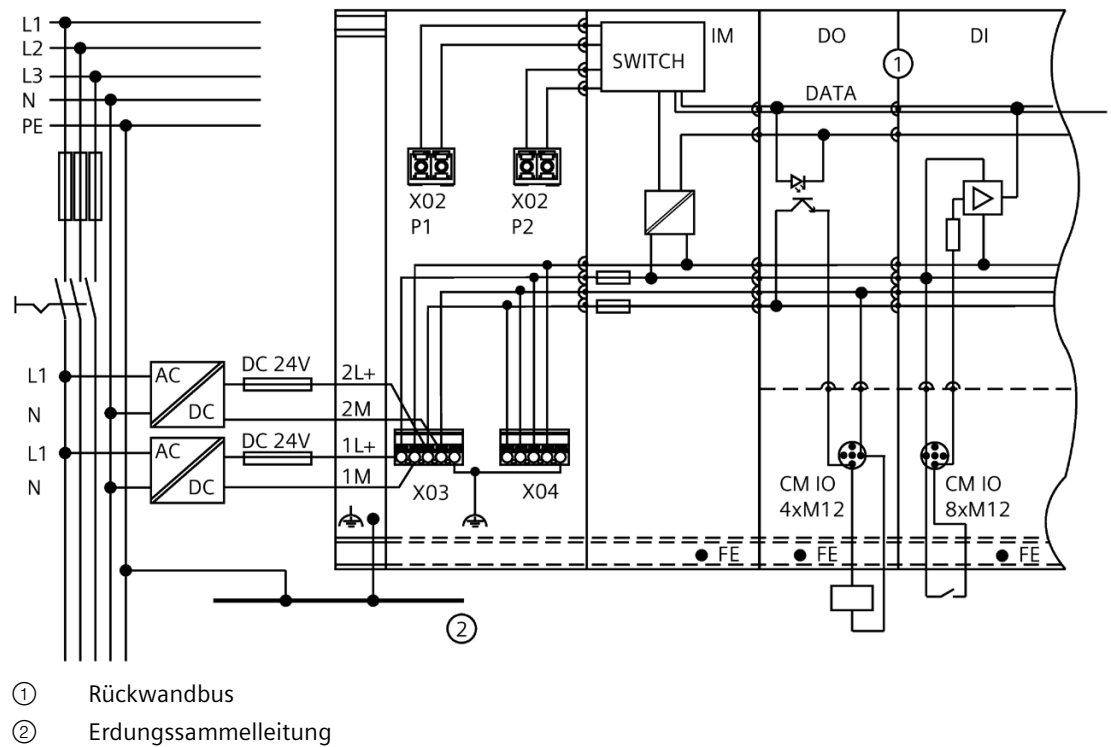 L1
L2
L3
N
PE
IM
DO
DI
SWITCH
1
DATA
X02
P1
X02
P2
L1
N
L1
N
AC
DC
AC
DC
DC 24V
DC 24V
2L+
2M
1L+
1M
X03
X04
CM IO
4xM12
CM IO
8xM12
FE
FE
FE
2
1 Rückwandbus
2 Erdungssammelleitung